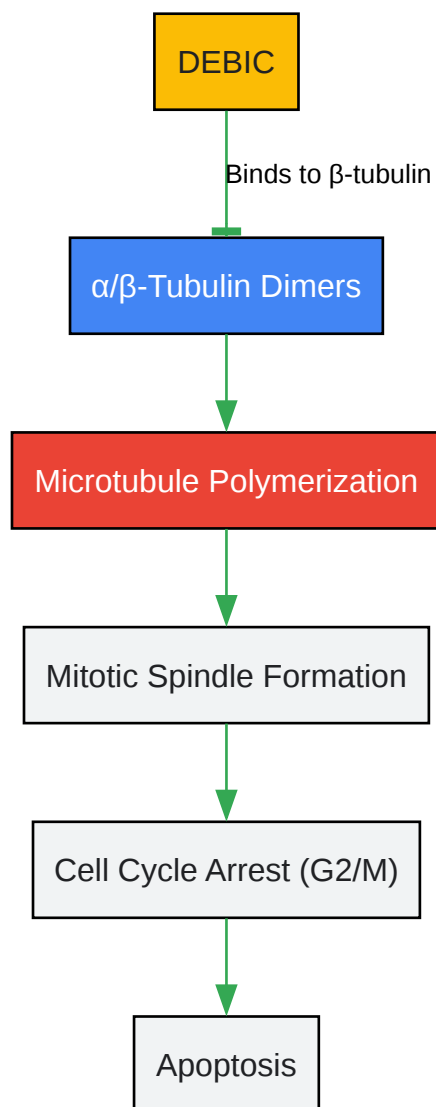 DEBIC
Binds to β-tubulin
α/β-Tubulin Dimers
Microtubule Polymerization
Mitotic Spindle Formation
Cell Cycle Arrest (G2/M)
Apoptosis